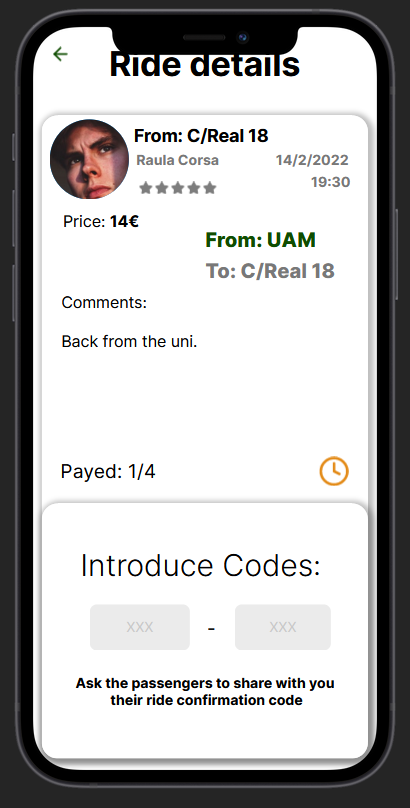 Ride details
From: C/Real 18
Raula Corsa
14/2/2022
19:30
Price: 14€
From: UAM
To: C/Real 18
Comments:
Back from the uni.
Payed: 1/4
Introduce Codes:
XXX - XXX
Ask the passengers to share with you
their ride confirmation code